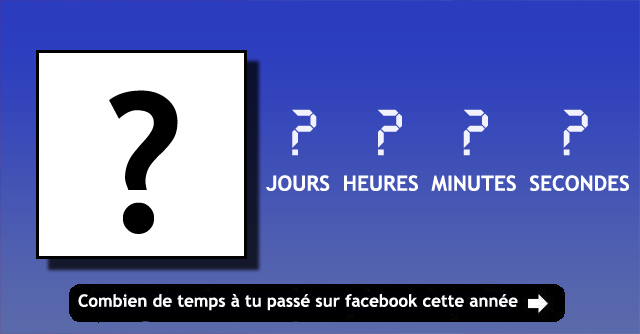 ?
? ? ? ?
JOURS HEURES MINUTES SECONDES
Combien de temps à tu passé sur facebook cette année